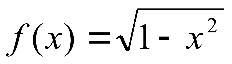 f(x) = √(1 - x²)